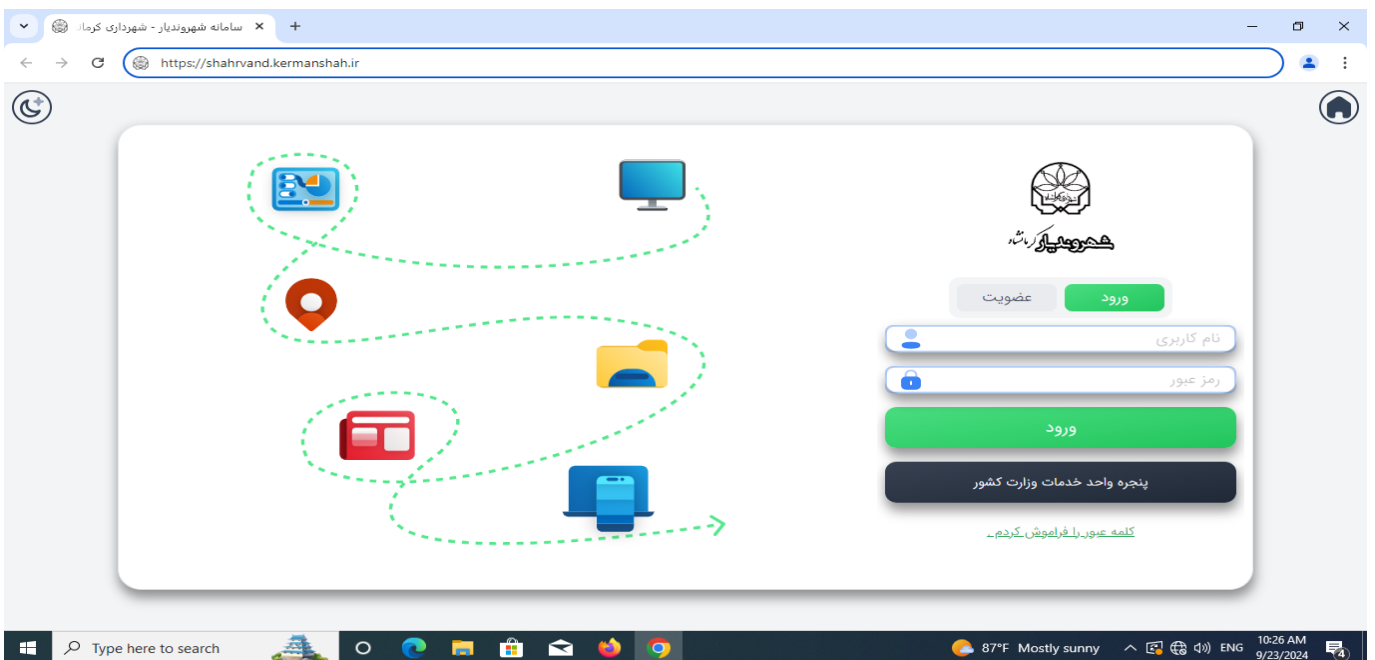 سامانه شهروندیار - شهرداری کرمان
https://shahrvand.kermanshah.ir
شهروندیار کرمانشاه
ورود
عضویت
نام کاربری
رمز عبور
ورود
پنجره واحد خدمات وزارت کشور
کلمه عبور را فراموش کردم .
Type here to search
87°F Mostly sunny
ENG
10:26 AM
9/23/2024
4